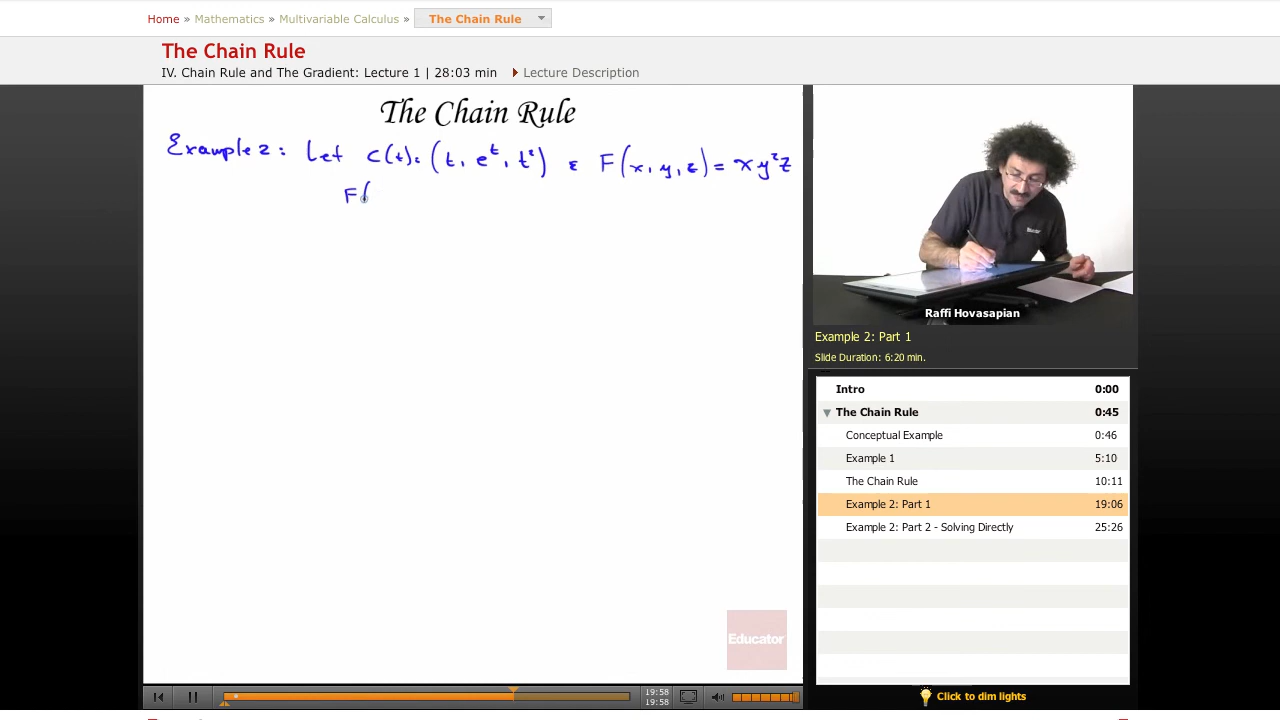 Home » Mathematics » Multivariable Calculus » The Chain Rule
The Chain Rule
IV. Chain Rule and The Gradient: Lecture 1 | 28:03 min Lecture Description
The Chain Rule
Example 2: Let c(t) = (t, e^t, t²) & F(x, y, z) = xy²z
F(
Raffi Hovasapian
Example 2: Part 1
Slide Duration: 6:20 min.
Intro 0:00
The Chain Rule 0:45
Conceptual Example 0:46
Example 1 5:10
The Chain Rule 10:11
Example 2: Part 1 19:06
Example 2: Part 2 - Solving Directly 25:26
Educator
19:58
19:58
Click to dim lights